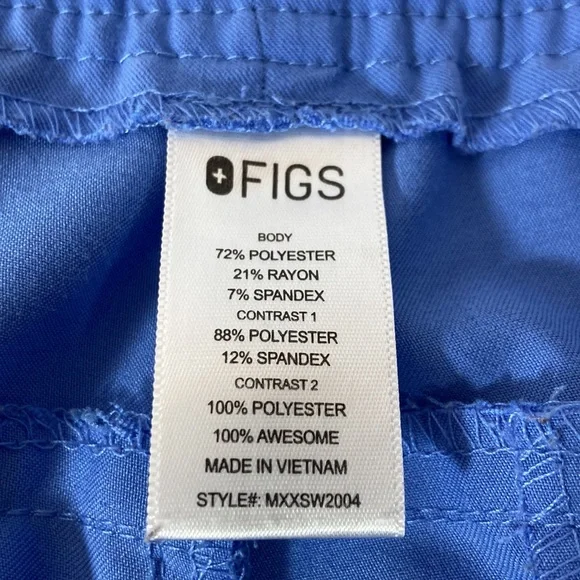 FIGS
BODY
72% POLYESTER
21% RAYON
7% SPANDEX
CONTRAST 1
88% POLYESTER
12% SPANDEX
CONTRAST 2
100% POLYESTER
100% AWESOME
MADE IN VIETNAM
STYLE#: MXXSW2004